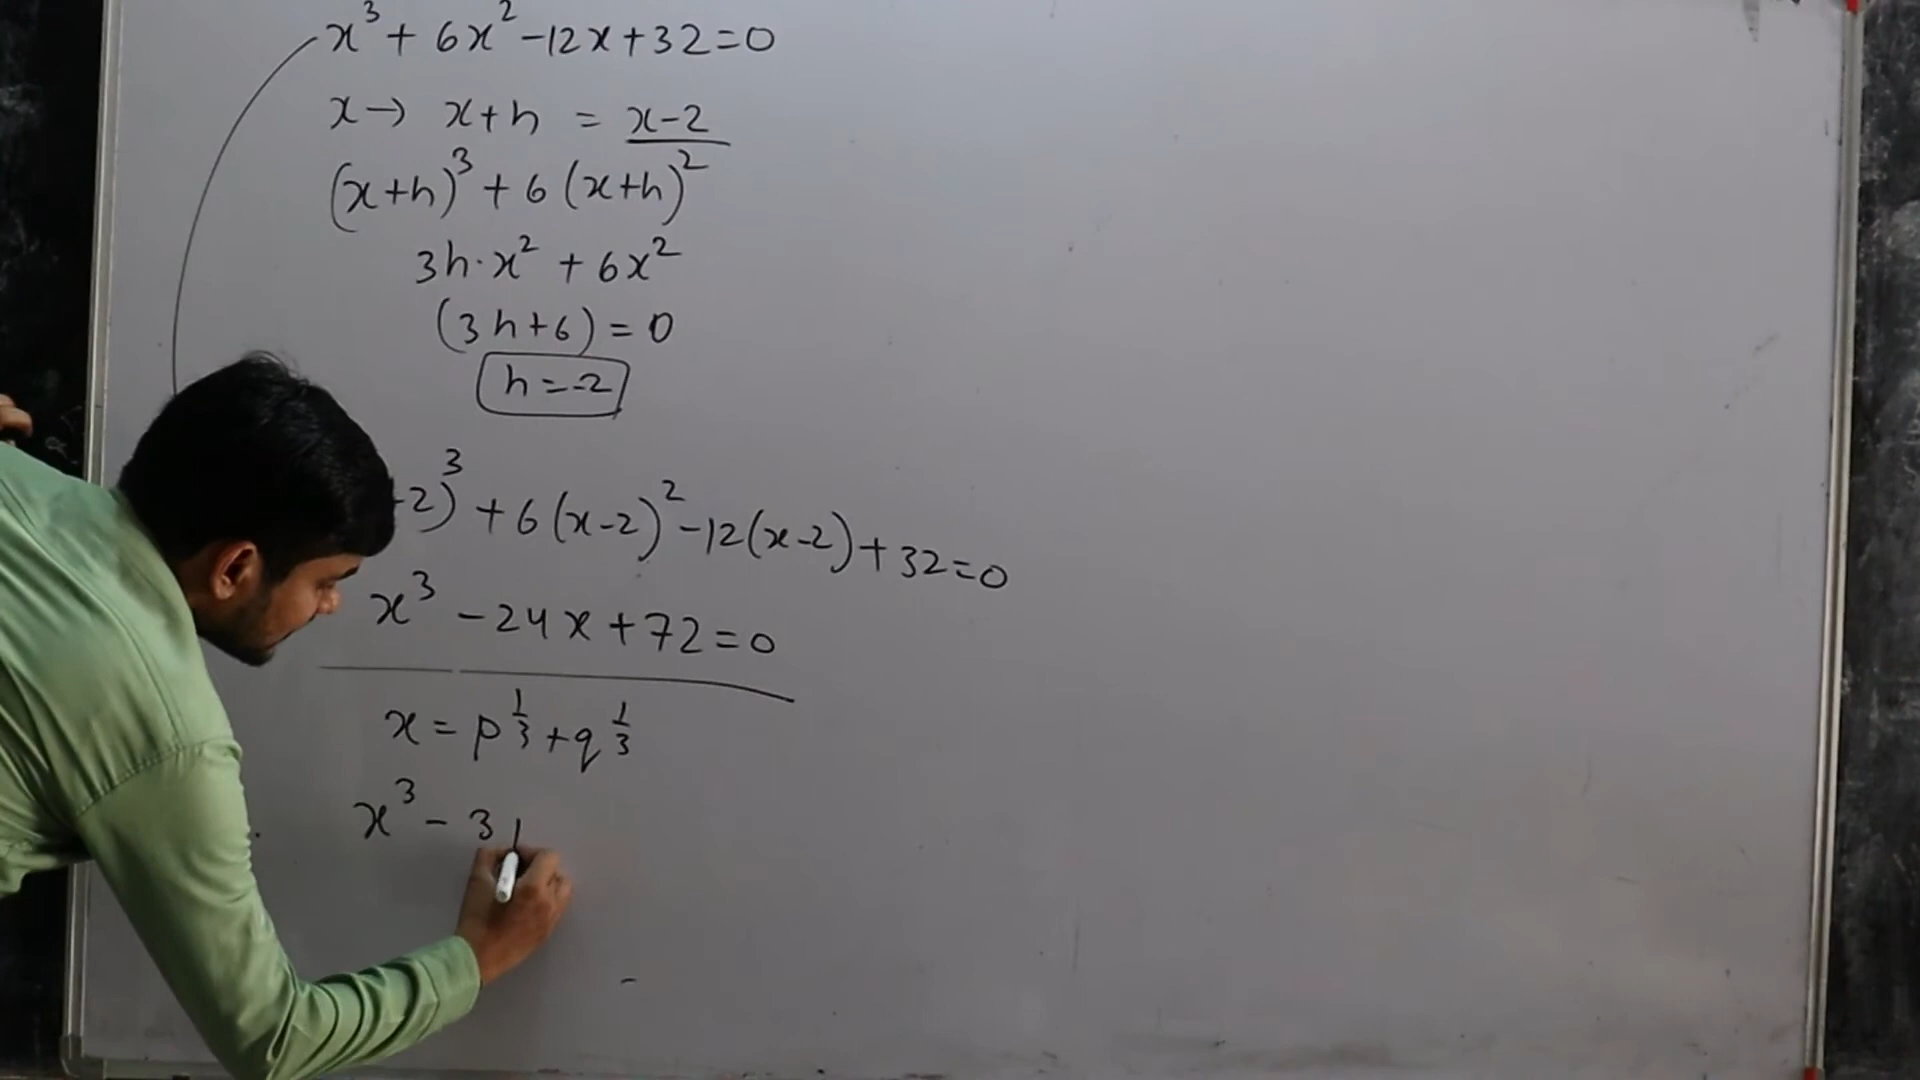 x³ + 6x² - 12x + 32 = 0
x → x + h = x - 2
(x + h)³ + 6 (x + h)²
3h · x² + 6x²
(3h + 6) = 0
h = -2
-2)³ + 6 (x - 2)² - 12 (x - 2) + 32 = 0
x³ - 24x + 72 = 0
x = p^(1/3) + q^(1/3)
x³ - 3